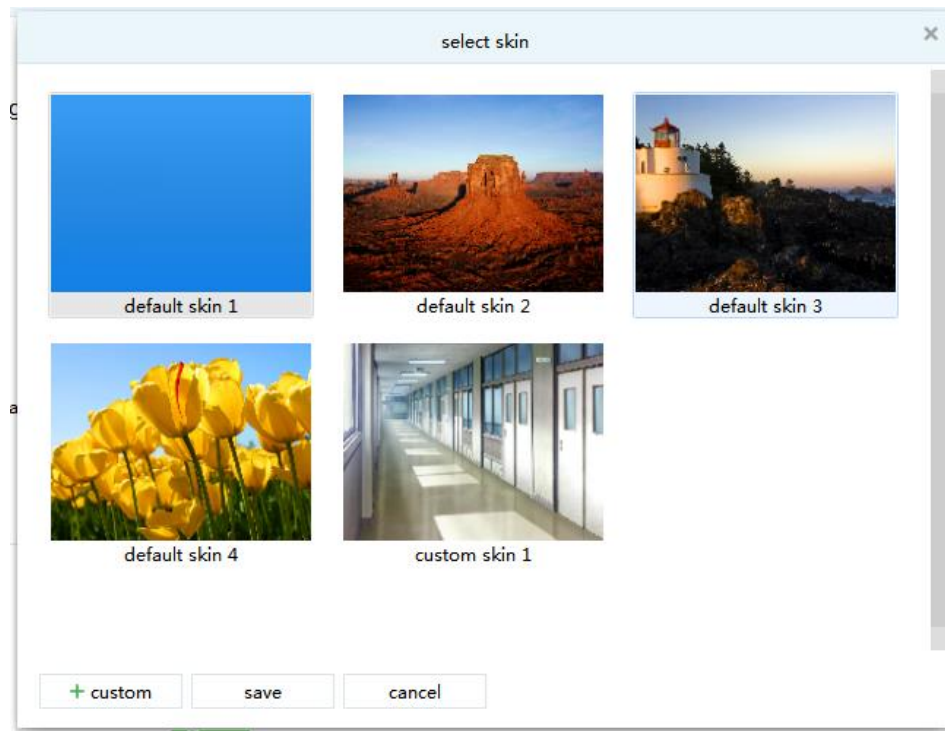 select skin
default skin 1
default skin 2
default skin 3
default skin 4
custom skin 1
+ custom
save
cancel